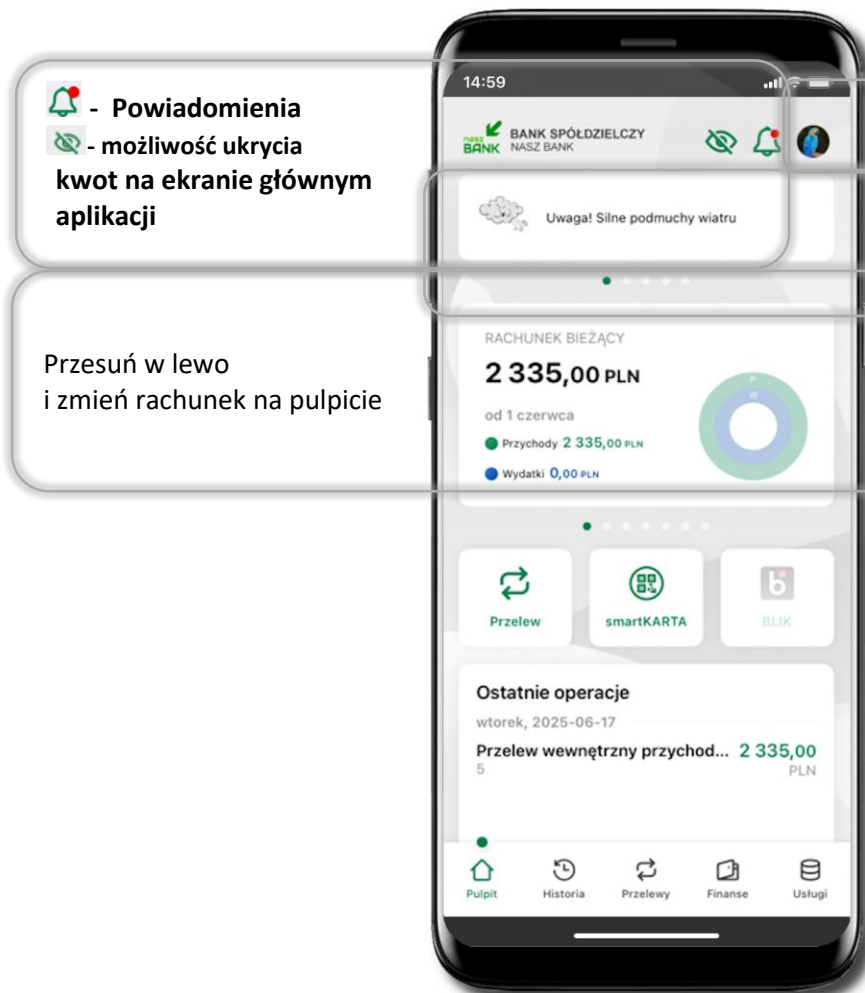 - Powiadomienia
- możliwość ukrycia
kwot na ekranie głównym
aplikacji
Przesuń w lewo
i zmień rachunek na pulpicie
14:59
nasz BANK
BANK SPÓŁDZIELCZY
NASZ BANK
Uwaga! Silne podmuchy wiatru
RACHUNEK BIEŻĄCY
2 335,00 PLN
od 1 czerwca
Przychody 2 335,00 PLN
Wydatki 0,00 PLN
P
W
Przelew
smartKARTA
b
BLIK
Ostatnie operacje
wtorek, 2025-06-17
Przelew wewnętrzny przychod... 2 335,00
5 PLN
Pulpit Historia Przelewy Finanse Usługi